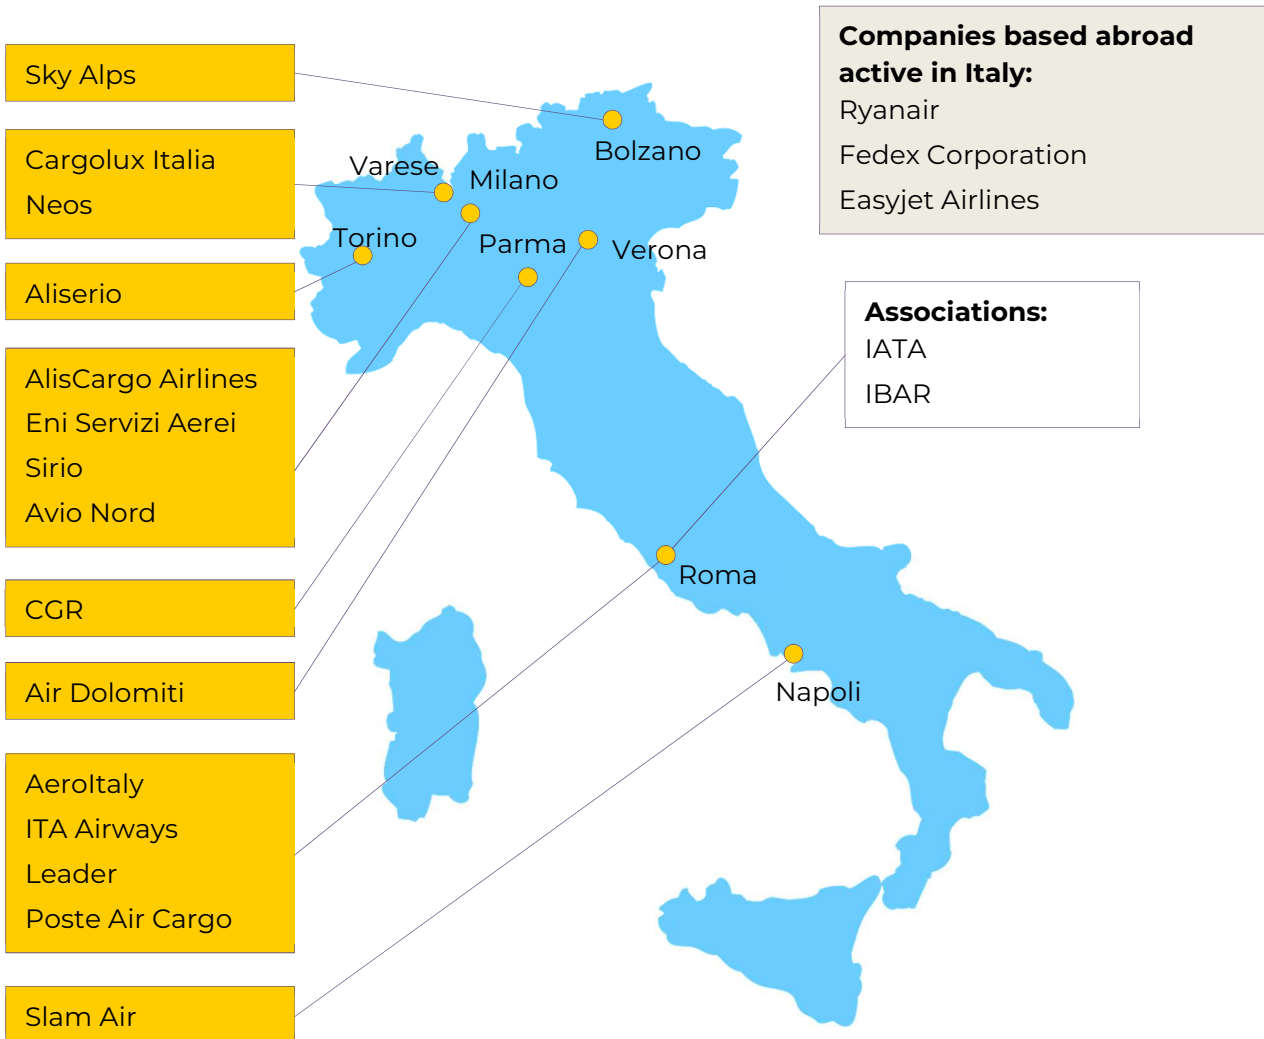 Sky Alps
Cargolux Italia
Neos
Aliserio
AlisCargo Airlines
Eni Servizi Aerei
Sirio
Avio Nord
CGR
Air Dolomiti
AeroItaly
ITA Airways
Leader
Poste Air Cargo
Slam Air
Bolzano
Varese
Milano
Torino
Parma
Verona
Roma
Napoli
Companies based abroad
active in Italy:
Ryanair
Fedex Corporation
Easyjet Airlines
Associations:
IATA
IBAR